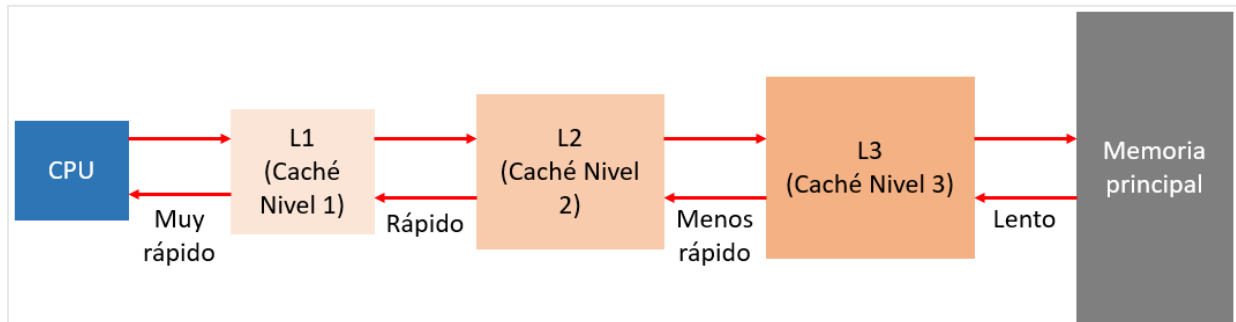 CPU
Muy
rápido
L1
(Caché
Nivel 1)
Rápido
L2
(Caché Nivel
2)
Menos
rápido
L3
(Caché Nivel 3)
Lento
Memoria
principal